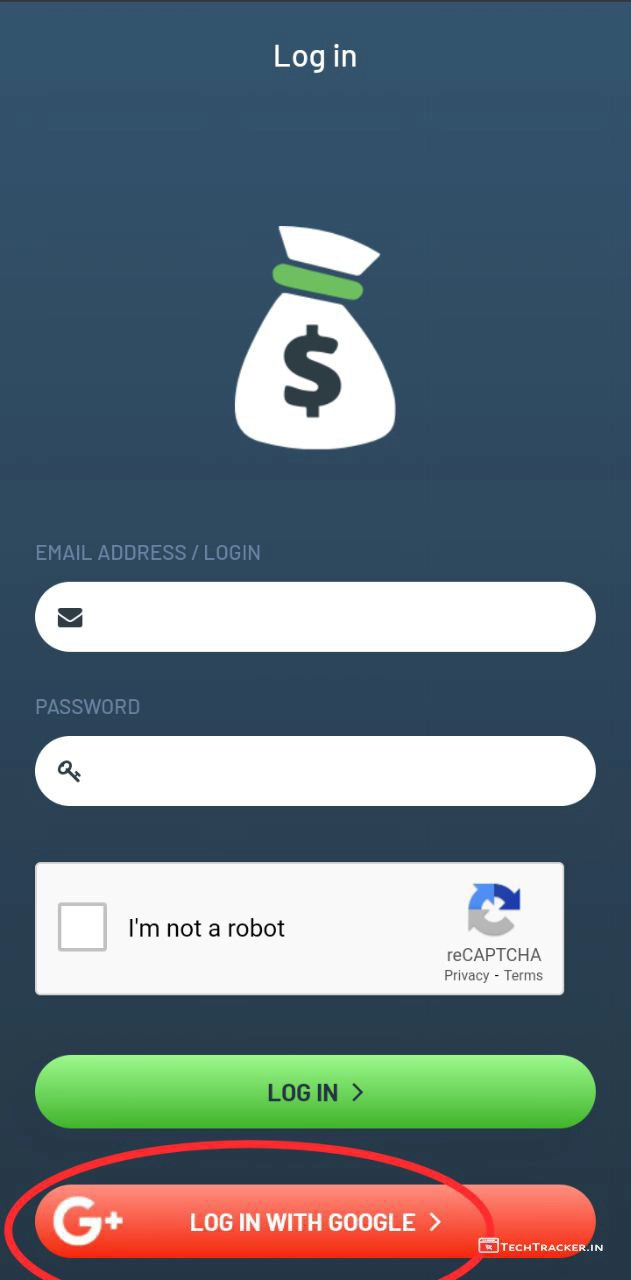 Log in
$
EMAIL ADDRESS / LOGIN
PASSWORD
I'm not a robot
reCAPTCHA
Privacy - Terms
LOG IN
G+ LOG IN WITH GOOGLE
TECHTRACKER.IN